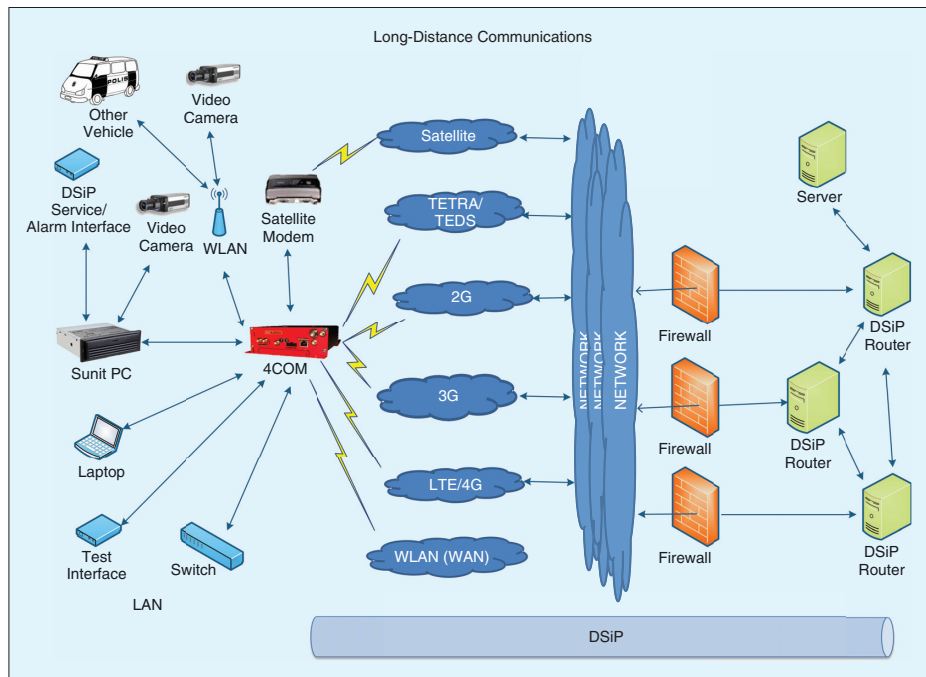 Long-Distance Communications
POLIS
Other
Vehicle
Video
Camera
DSiP
Service/
Alarm Interface
Video
Camera
WLAN
Satellite
Modem
Sunit PC
4COM
Laptop
Test
Interface
Switch
LAN
Satellite
TETRA/
TEDS
2G
3G
LTE/4G
WLAN (WAN)
NETWORK
NETWORK
NETWORK
Firewall
Firewall
Firewall
Server
DSiP
Router
DSiP
Router
DSiP
Router
DSiP